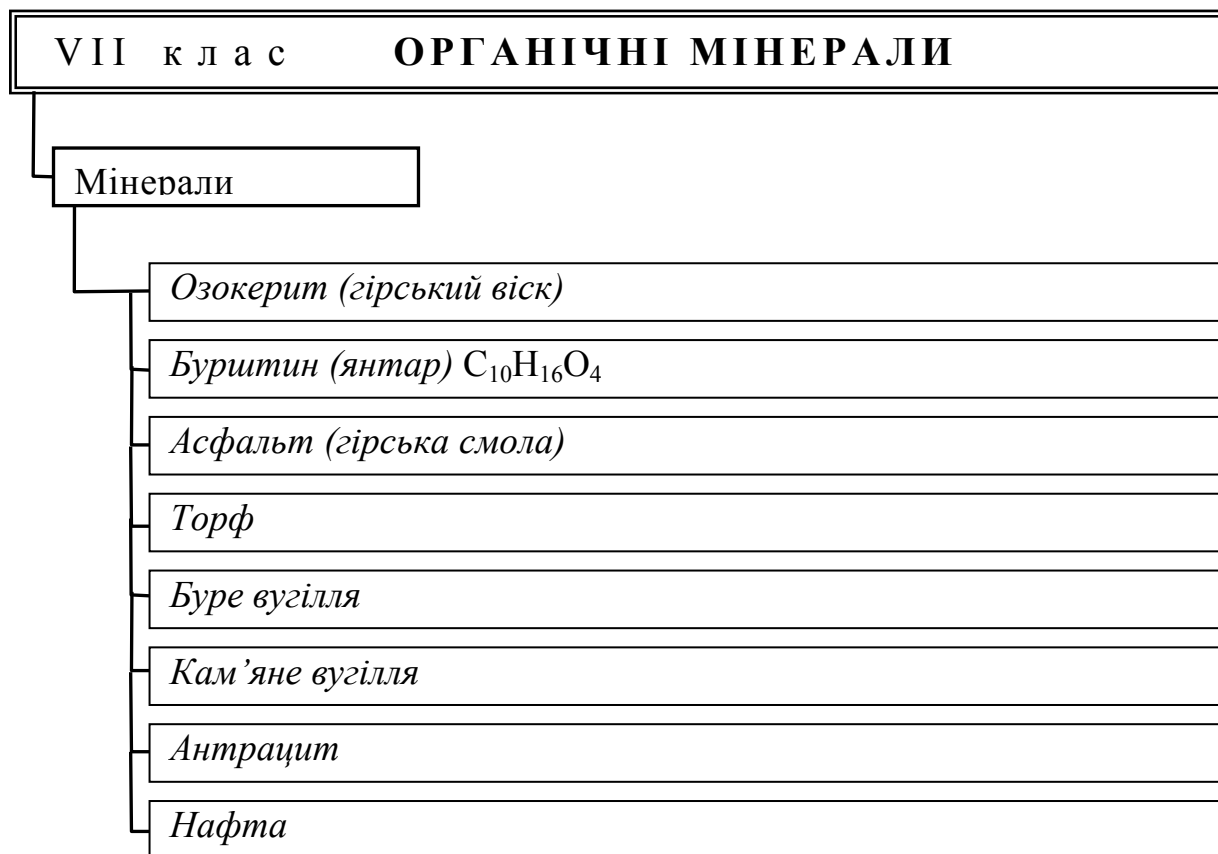 VII клас ОРГАНІЧНІ МІНЕРАЛИ
Мінерали
Озокерит (гірський віск)
Бурштин (янтар) C₁₀H₁₆O₄
Асфальт (гірська смола)
Торф
Буре вугілля
Кам’яне вугілля
Антрацит
Нафта